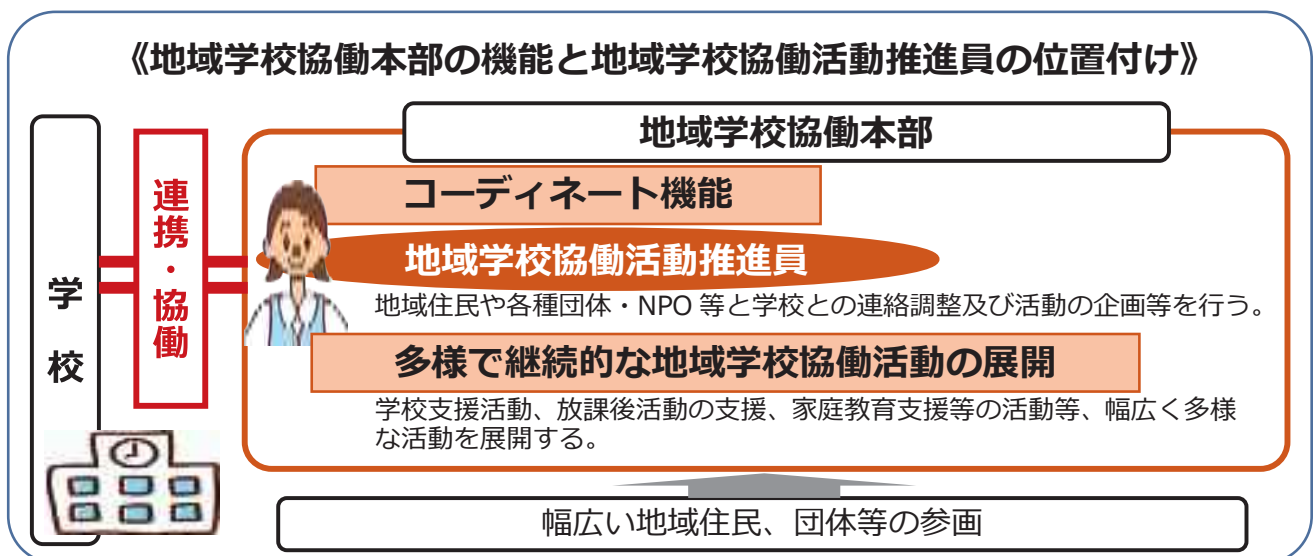 《地域学校協働本部の機能と地域学校協働活動推進員の位置付け》
学校
連携・協働
地域学校協働本部
コーディネート機能
地域学校協働活動推進員
地域住民や各種団体・NPO 等と学校との連絡調整及び活動の企画等を行う。
多様で継続的な地域学校協働活動の展開
学校支援活動、放課後活動の支援、家庭教育支援等の活動等、幅広く多様
な活動を展開する。
幅広い地域住民、団体等の参画